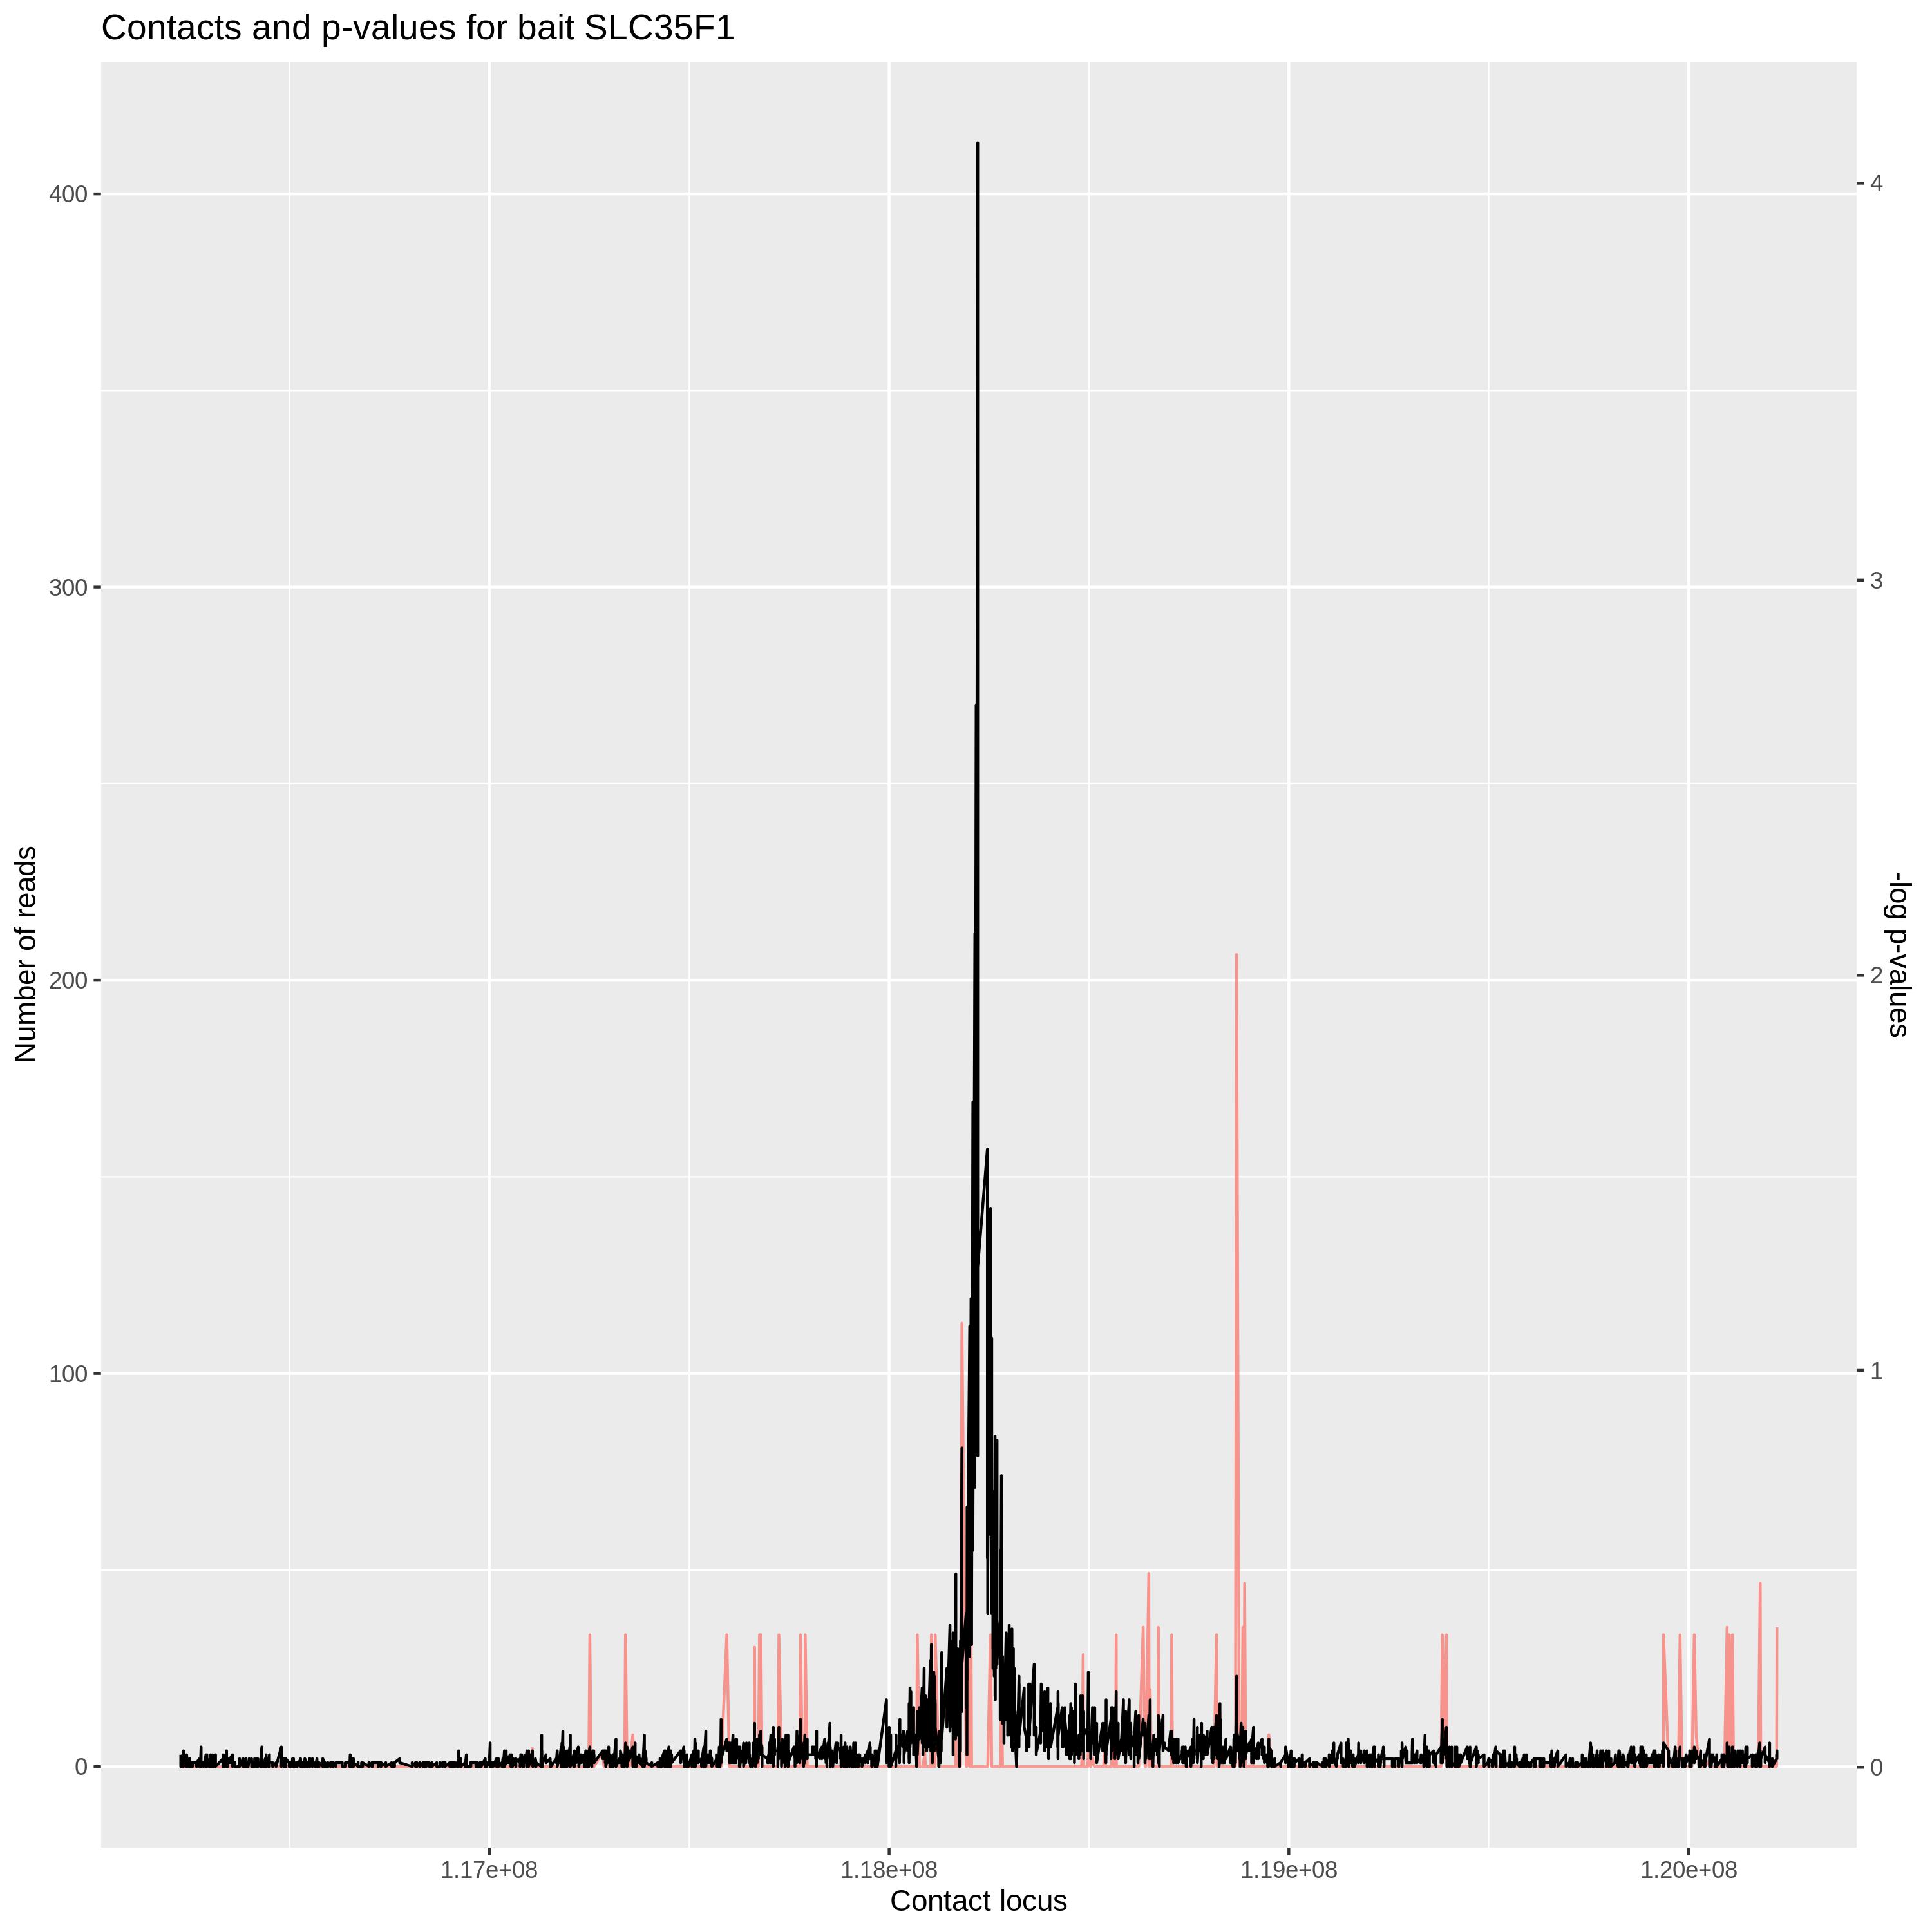 Contacts and p-values for bait SLC35F1
400
300
200
100
0
4
3
2
1
0
Number of reads
-log p-values
1.17e+08 1.18e+08 1.19e+08 1.20e+08
Contact locus